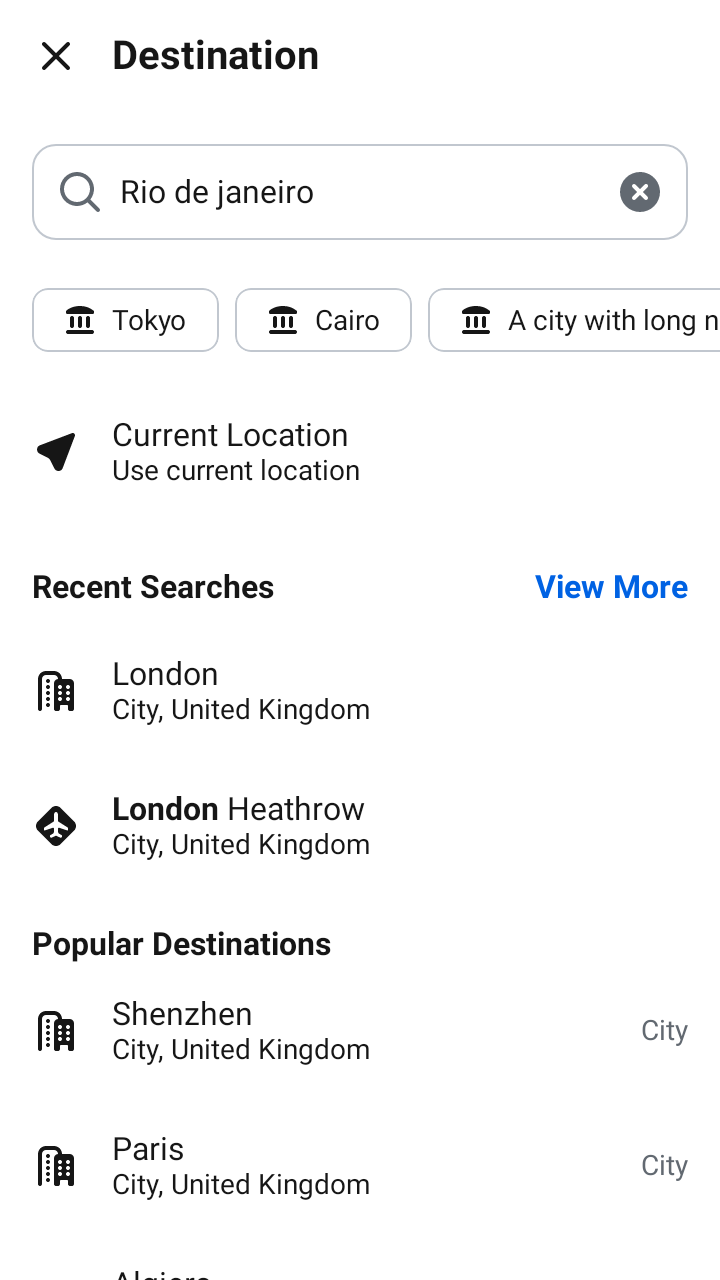 Destination
Rio de janeiro
Tokyo
Cairo
A city with long n
Current Location
Use current location
Recent Searches
View More
London
City, United Kingdom
London Heathrow
City, United Kingdom
Popular Destinations
Shenzhen
City, United Kingdom
City
Paris
City, United Kingdom
City
Algiers